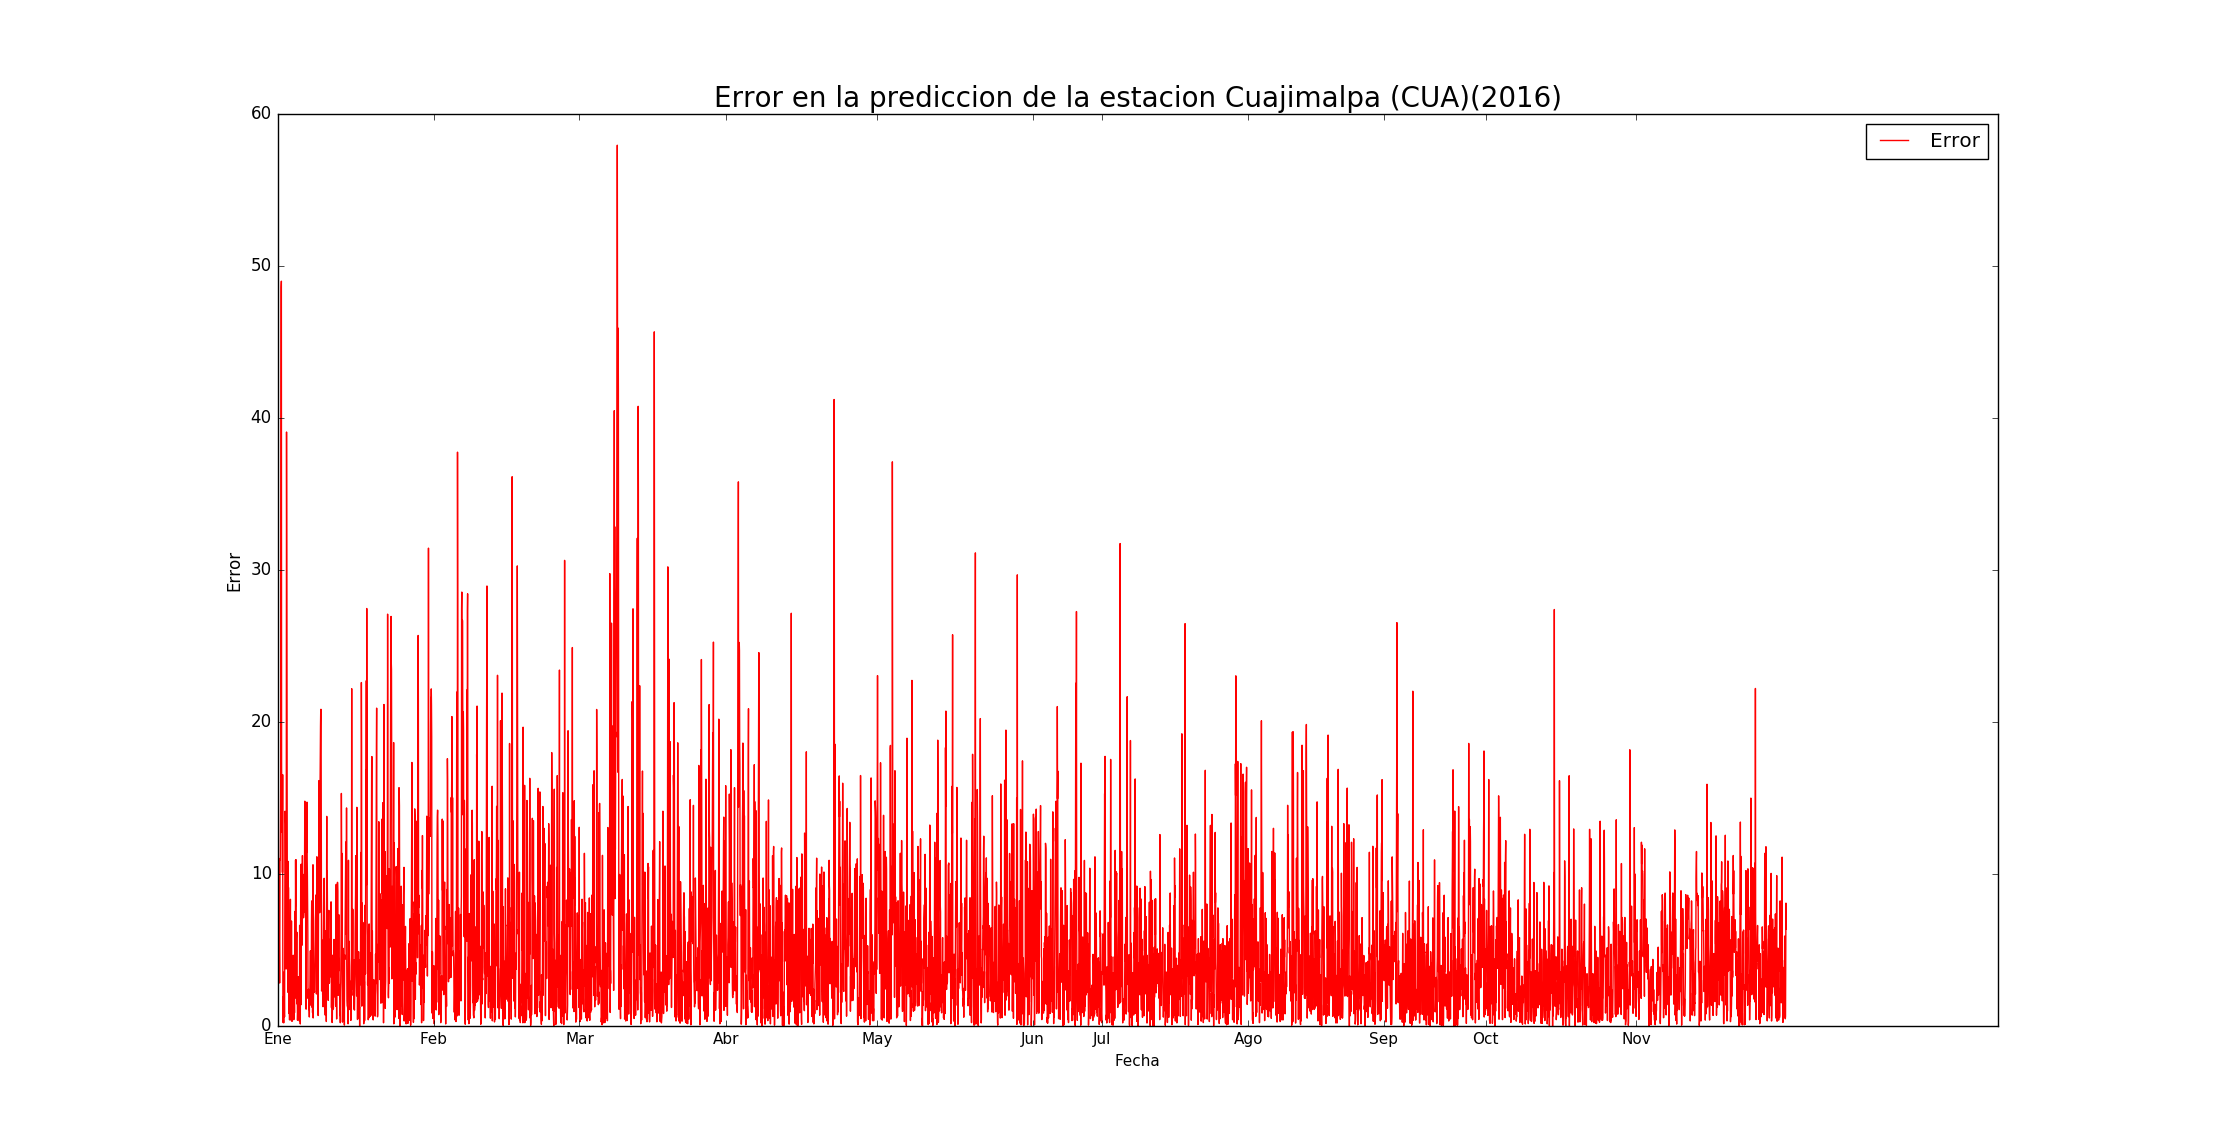 Error en la prediccion de la estacion Cuajimalpa (CUA)(2016)
60
50
40
30
20
10
0
Error
Error
Ene Feb Mar Abr May Jun Jul Ago Sep Oct Nov
Fecha